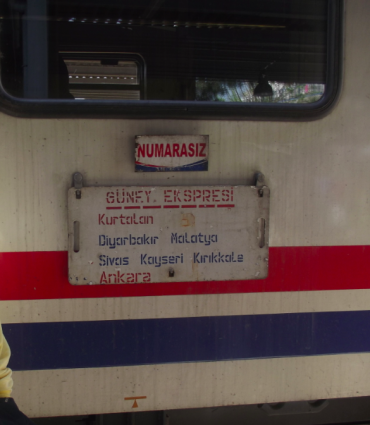 NUMARASIZ
GÜNEY. EKSPRESİ
Kurtalan
Diyarbakır Malatya
Sivas Kayseri Kırıkkale
Ankara